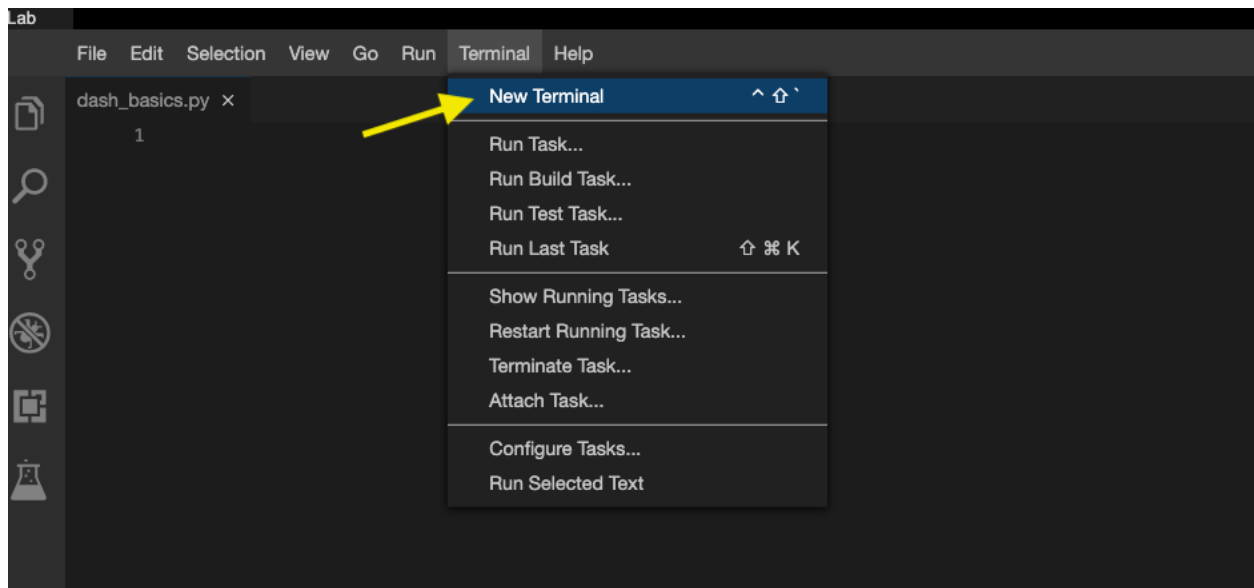 Lab
File Edit Selection View Go Run Terminal Help
dash_basics.py ×
1
New Terminal ^ ⇧ `
Run Task...
Run Build Task...
Run Test Task...
Run Last Task ⇧ ⌘ K
Show Running Tasks...
Restart Running Task...
Terminate Task...
Attach Task...
Configure Tasks...
Run Selected Text